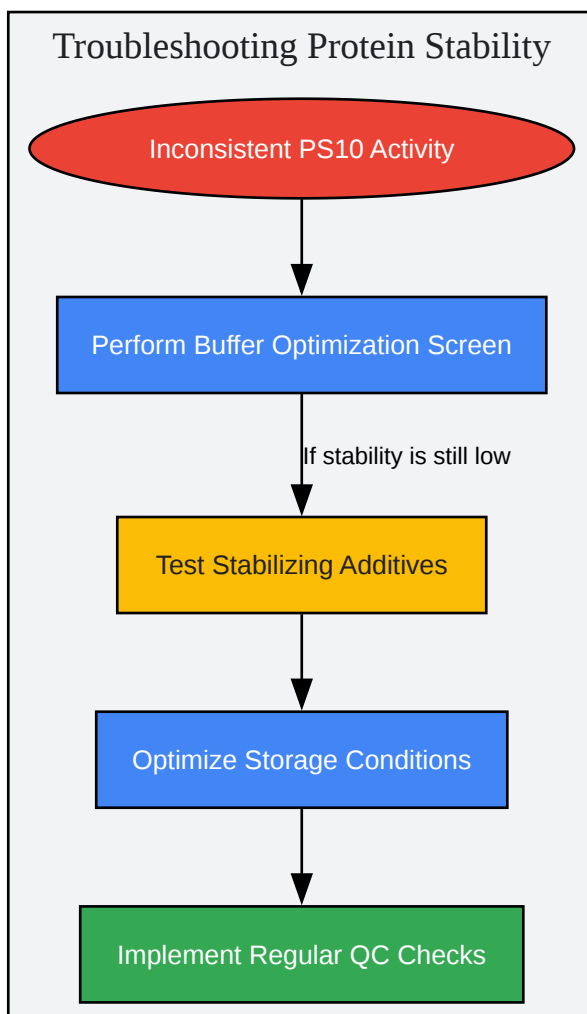 Troubleshooting Protein Stability
Inconsistent PS10 Activity
Perform Buffer Optimization Screen
If stability is still low
Test Stabilizing Additives
Optimize Storage Conditions
Implement Regular QC Checks